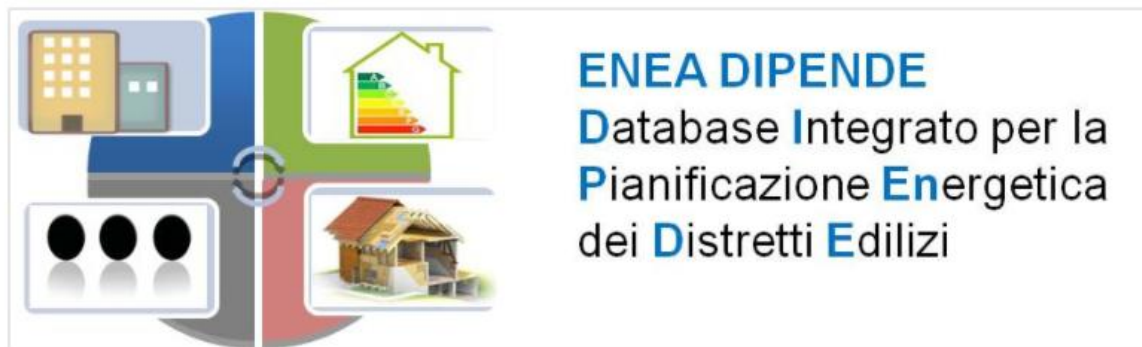 ENEA DIPENDE
Database Integrato per la
Pianificazione Energetica
dei Distretti Edilizi
A
B
C
F
G